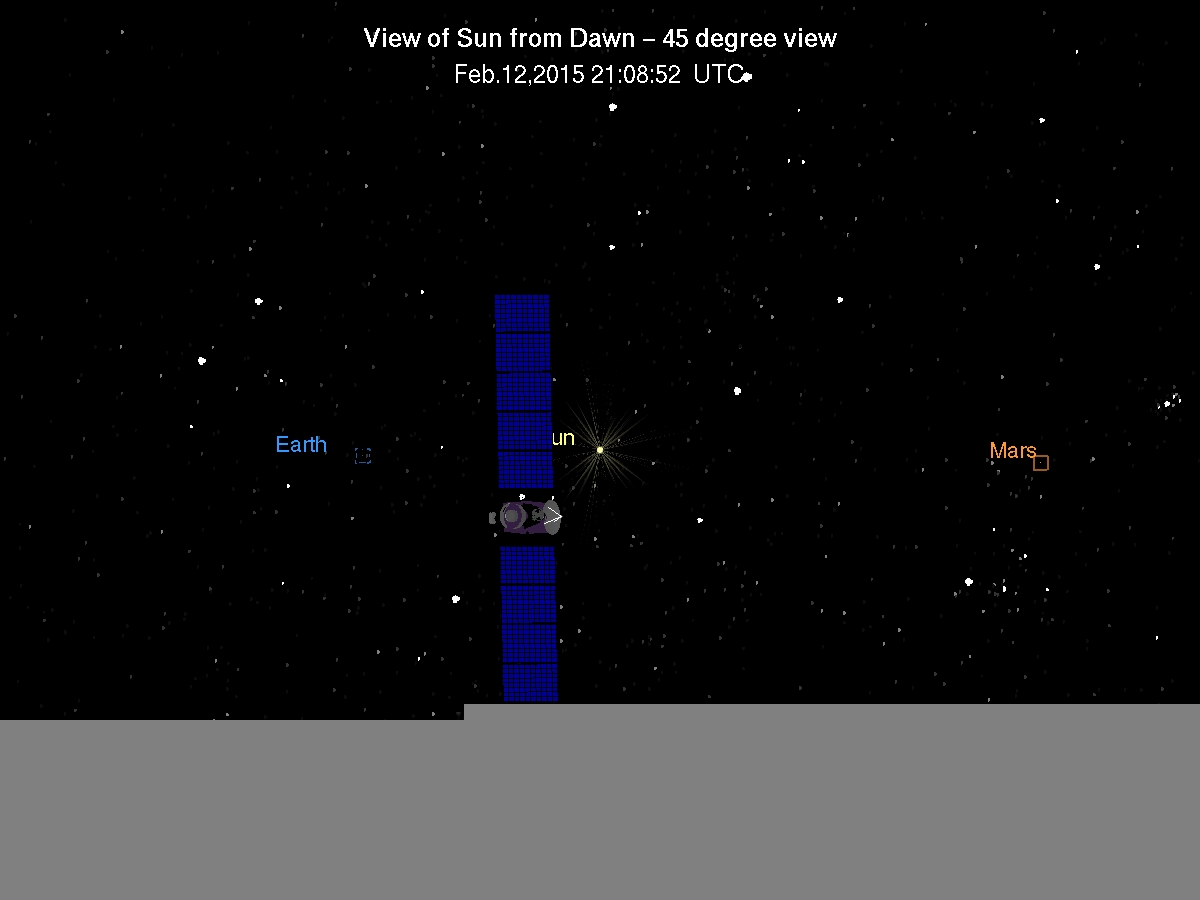 View of Sun from Dawn – 45 degree view
Feb.12,2015 21:08:52 UTC
un
Earth
Mars